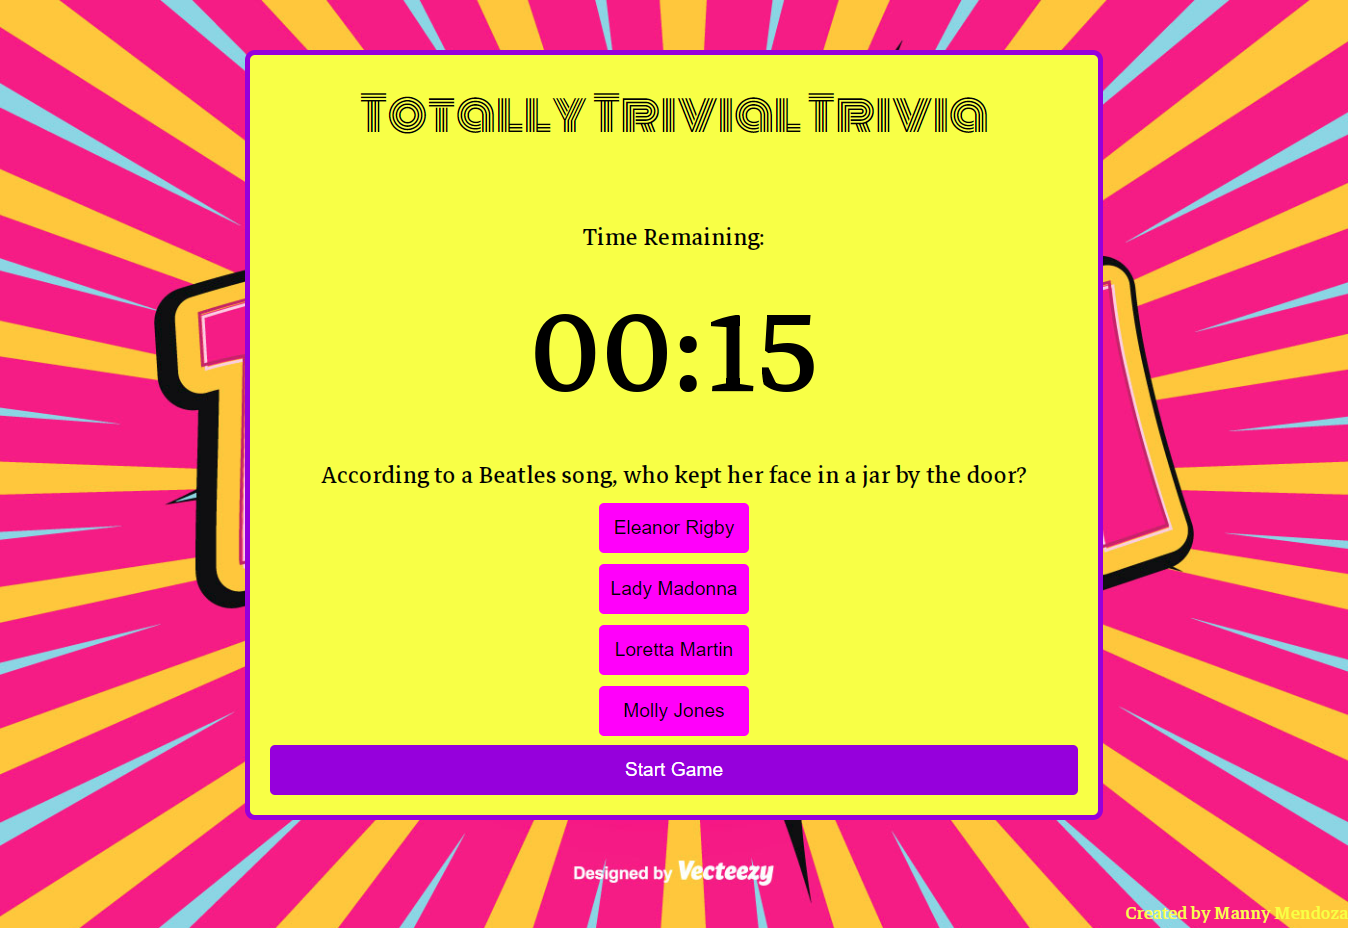 Totally Trivial Trivia
Time Remaining:
00:15
According to a Beatles song, who kept her face in a jar by the door?
Eleanor Rigby
Lady Madonna
Loretta Martin
Molly Jones
Start Game
Designed by Vecteezy
Created by Manny Mendoza